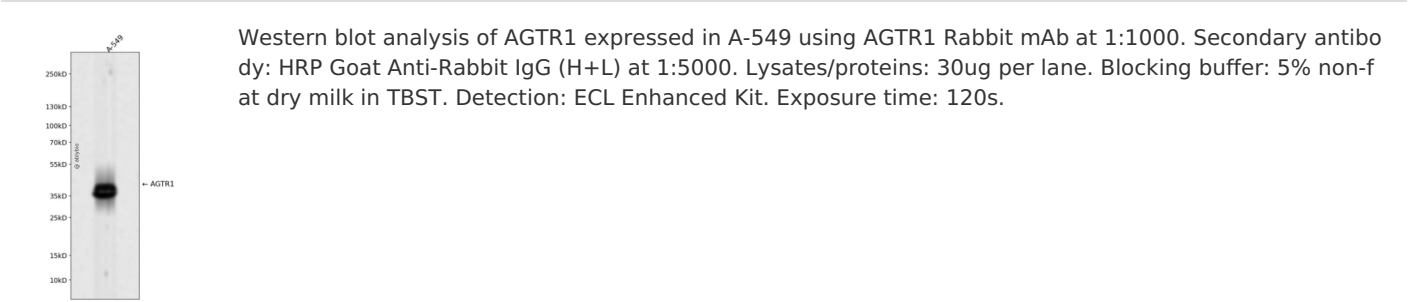 A-549
Western blot analysis of AGTR1 expressed in A-549 using AGTR1 Rabbit mAb at 1:1000. Secondary antibo
dy: HRP Goat Anti-Rabbit IgG (H+L) at 1:5000. Lysates/proteins: 30ug per lane. Blocking buffer: 5% non-f
at dry milk in TBST. Detection: ECL Enhanced Kit. Exposure time: 120s.
250kD
130kD
100kD
70kD
55kD
← AGTR1
35kD
25kD
15kD
10kD